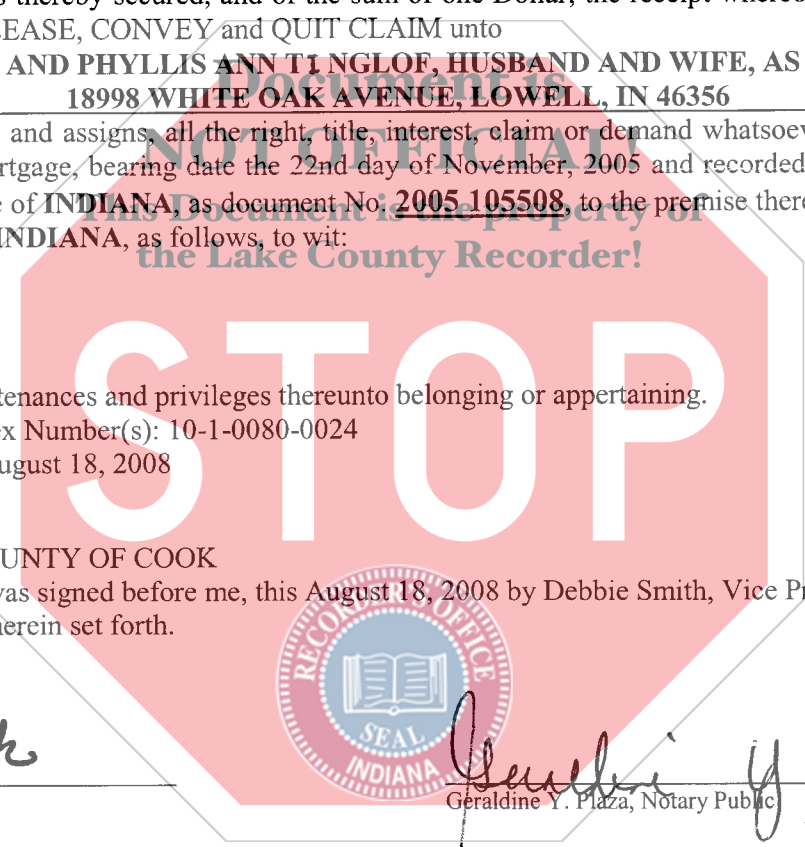 s thereby secured, and of the sum of one Dollar, the receipt whereo
EASE, CONVEY and QUIT CLAIM unto
AND PHYLLIS ANN TINGLOF, HUSBAND AND WIFE, AS
18998 WHITE OAK AVENUE, LOWELL, IN 46356
and assigns, all the right, title, interest, claim or demand whatsoev
rtgage, bearing date the 22nd day of November, 2005 and recorded
e of INDIANA, as document No. 2005 105508, to the premise there
INDIANA, as follows, to wit:
Document is
NOT OFFICIAL!
This Document is the property of
the Lake County Recorder!
STOP
tenances and privileges thereunto belonging or appertaining.
ex Number(s): 10-1-0080-0024
ugust 18, 2008
UNTY OF COOK
vas signed before me, this August 18, 2008 by Debbie Smith, Vice Pr
herein set forth.
RECORDER'S OFFICE
SEAL
INDIANA
Geraldine Y
Geraldine Y. Plaza, Notary Public